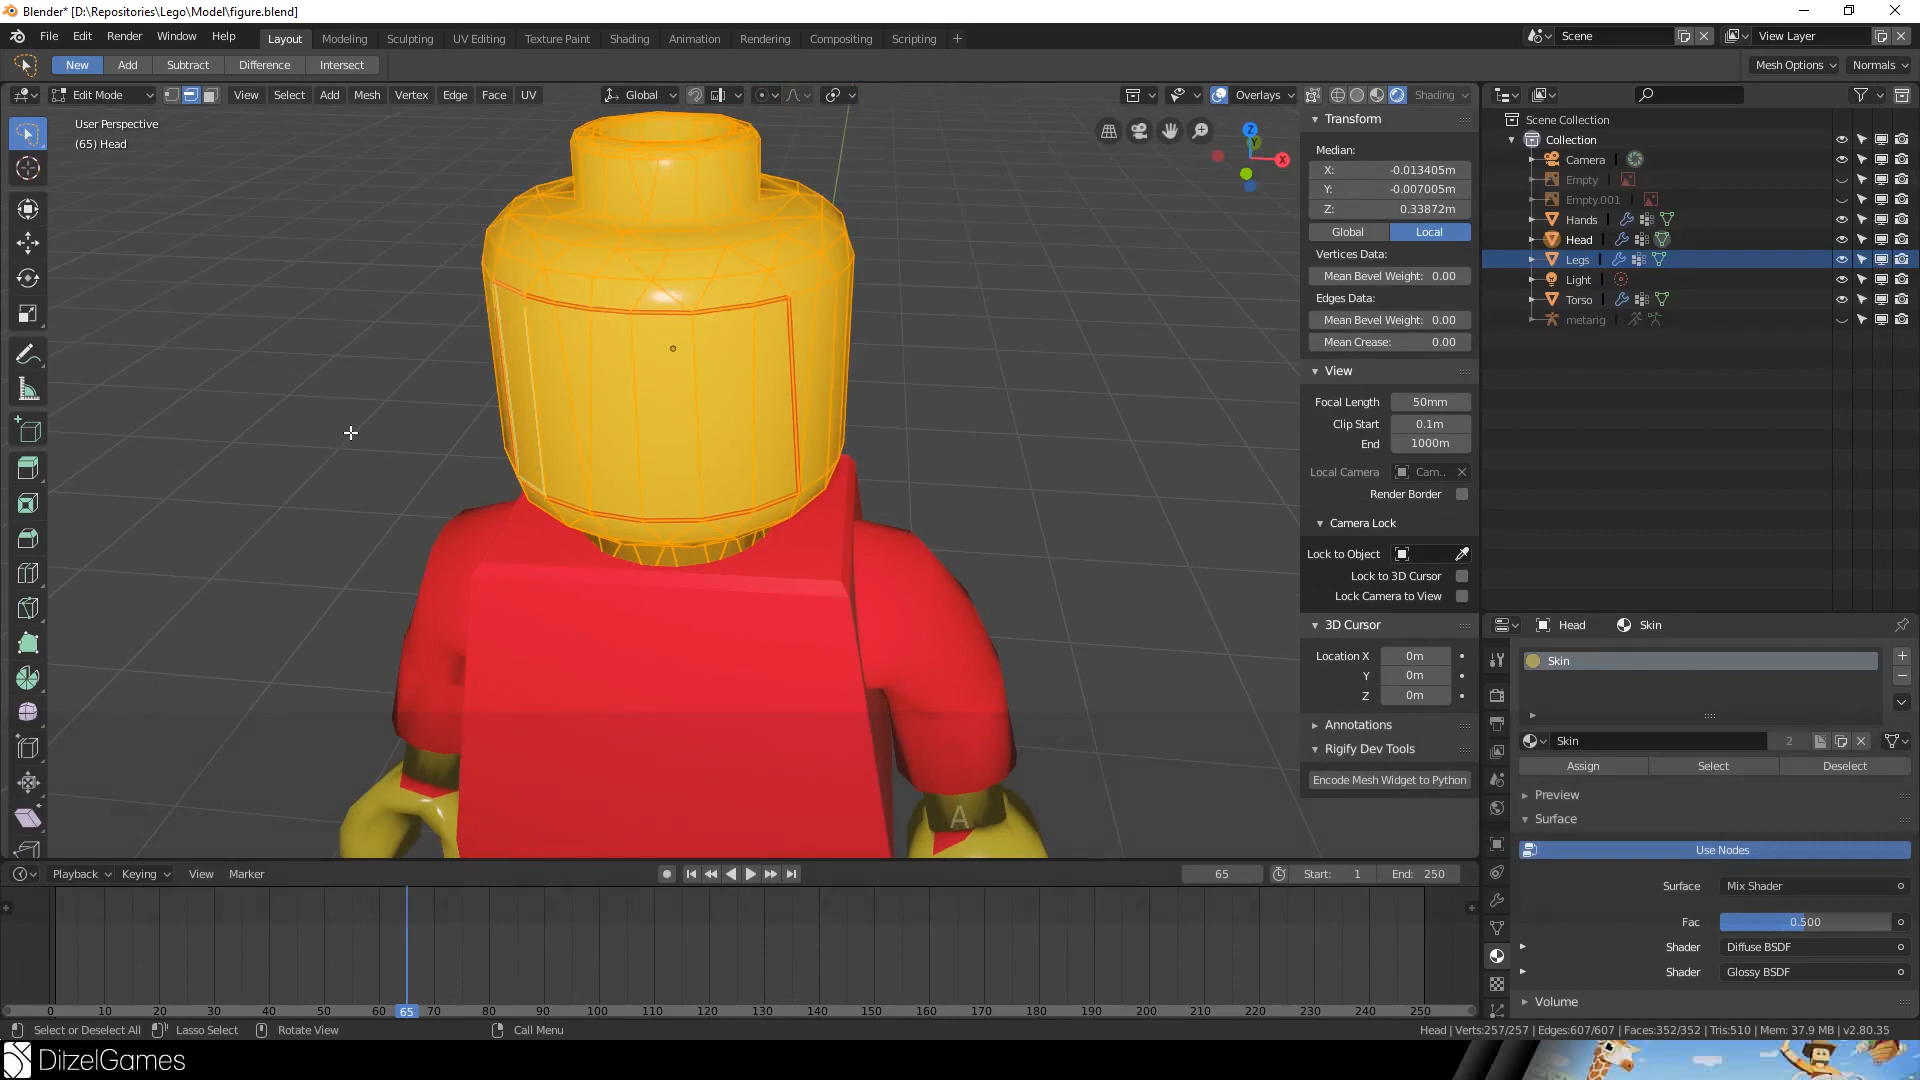 Blender* [D:\Repositories\Lego\Model\figure.blend]
File Edit Render Window Help Layout Modeling Sculpting UV Editing Texture Paint Shading Animation Rendering Compositing Scripting + Scene View Layer
New Add Subtract Difference Intersect Mesh Options Normals
Edit Mode View Select Add Mesh Vertex Edge Face UV Global Overlays Shading
User Perspective
(65) Head
Z
Y
X
Transform
Median:
X: -0.013405m
Y: -0.007005m
Z: 0.33872m
Global Local
Vertices Data:
Mean Bevel Weight: 0.00
Edges Data:
Mean Bevel Weight: 0.00
Mean Crease: 0.00
View
Focal Length 50mm
Clip Start 0.1m
End 1000m
Local Camera Cam..
Render Border
Camera Lock
Lock to Object
Lock to 3D Cursor
Lock Camera to View
3D Cursor
Location X 0m
Y 0m
X 0m
Annotations
Rigify Dev Tools
Encode Mesh Widget to Python
A
Scene Collection
Collection
Camera
Empty
Empty.001
Hands
Head
Legs
Light
Torso
metarig
Head Skin
Skin
Skin 2
Assign Select Deselect
Preview
Surface
Use Nodes
Surface Mix Shader
Fac 0.500
Shader Diffuse BSDF
Shader Glossy BSDF
Volume
Playback Keying View Marker 65 Start: 1 End: 250
0 10 20 30 40 50 60 65 70 80 90 100 110 120 130 140 150 160 170 180 190 200 210 220 230 240 250
Select or Deselect All Lasso Select Rotate View Call Menu Head | Verts:257/257 | Edges:607/607 | Faces:352/352 | Tris:510 | Mem: 37.9 MB | v2.80.35
DitzelGames